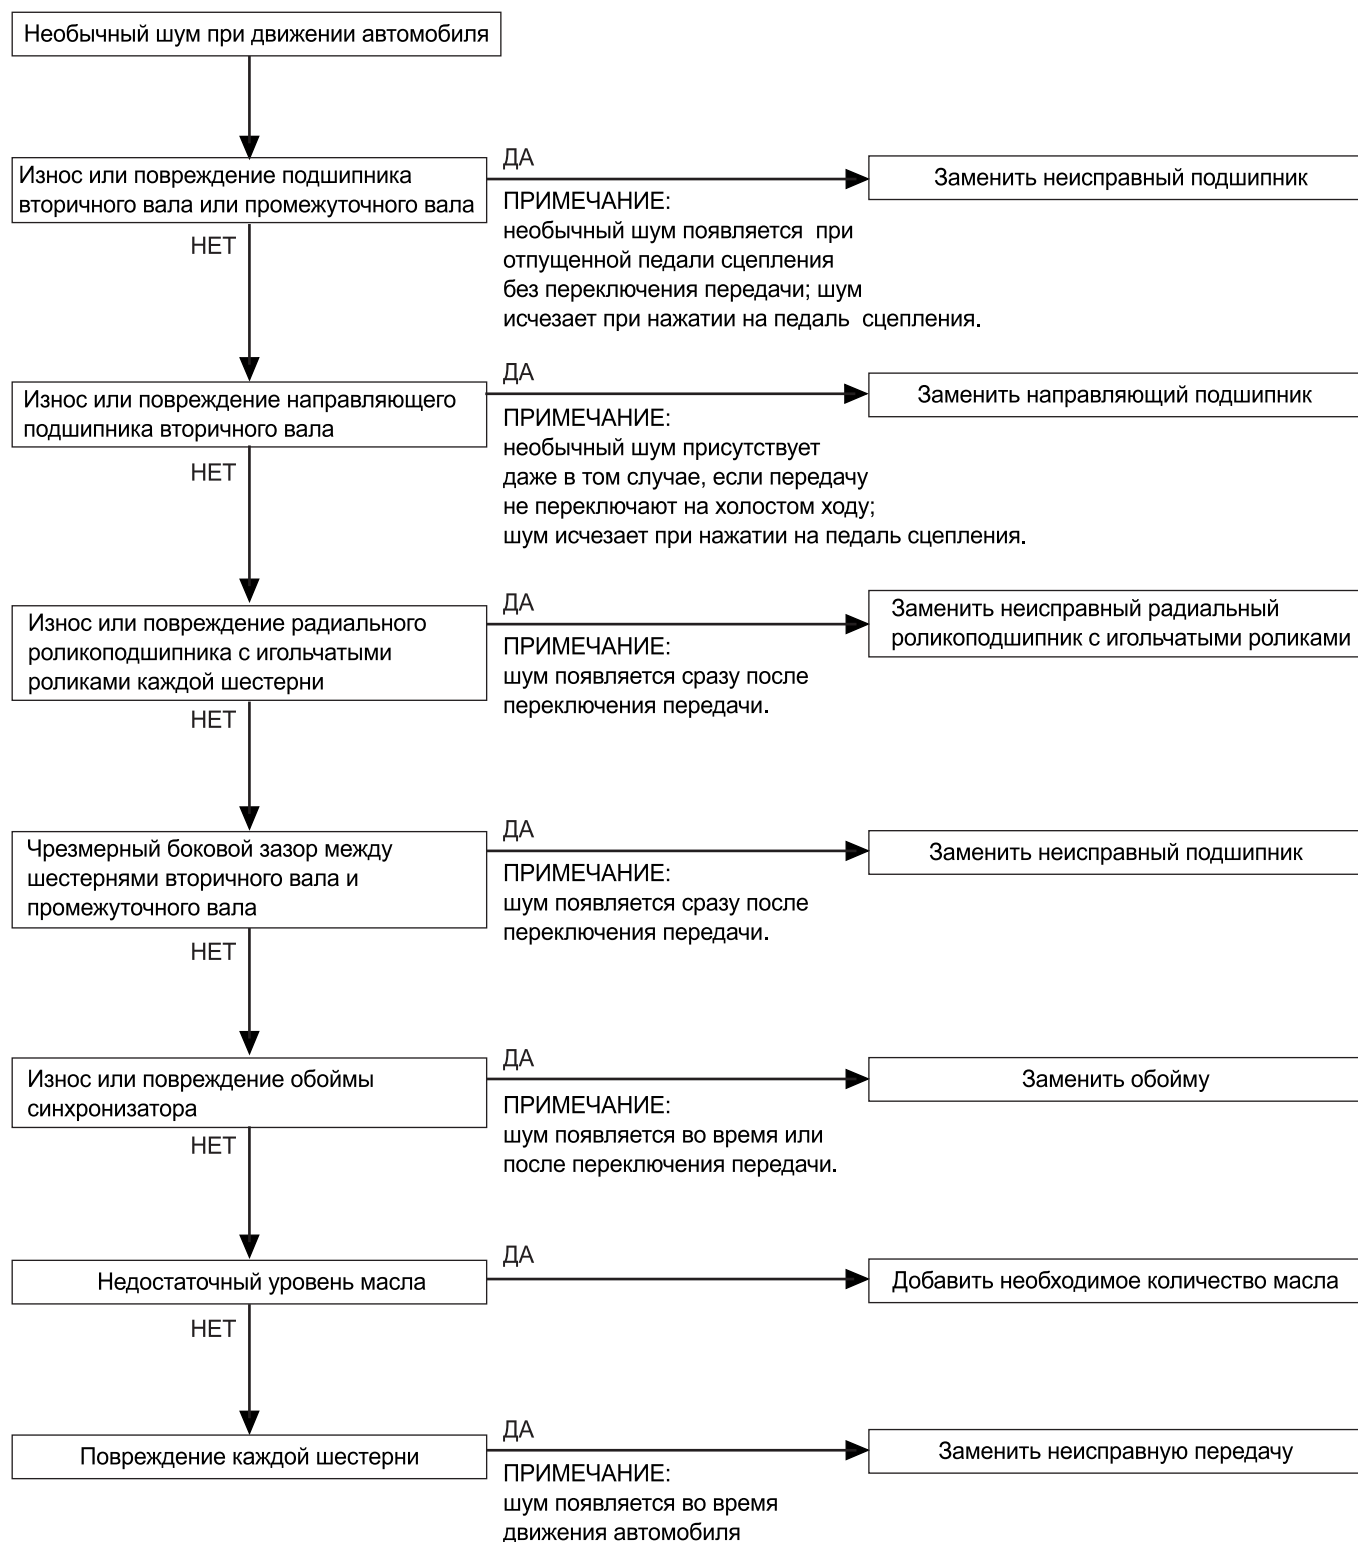 Необычный шум при движении автомобиля
Износ или повреждение подшипника
вторичного вала или промежуточного вала
ДА
ПРИМЕЧАНИЕ:
необычный шум появляется при
отпущенной педали сцепления
без переключения передачи; шум
исчезает при нажатии на педаль сцепления.
Заменить неисправный подшипник
НЕТ
Износ или повреждение направляющего
подшипника вторичного вала
ДА
ПРИМЕЧАНИЕ:
необычный шум присутствует
даже в том случае, если передачу
не переключают на холостом ходу;
шум исчезает при нажатии на педаль сцепления.
Заменить направляющий подшипник
НЕТ
Износ или повреждение радиального
роликоподшипника с игольчатыми
роликами каждой шестерни
ДА
ПРИМЕЧАНИЕ:
шум появляется сразу после
переключения передачи.
Заменить неисправный радиальный
роликоподшипник с игольчатыми роликами
НЕТ
Чрезмерный боковой зазор между
шестернями вторичного вала и
промежуточного вала
ДА
ПРИМЕЧАНИЕ:
шум появляется сразу после
переключения передачи.
Заменить неисправный подшипник
НЕТ
Износ или повреждение обоймы
синхронизатора
ДА
ПРИМЕЧАНИЕ:
шум появляется во время или
после переключения передачи.
Заменить обойму
НЕТ
Недостаточный уровень масла
ДА
Добавить необходимое количество масла
НЕТ
Повреждение каждой шестерни
ДА
ПРИМЕЧАНИЕ:
шум появляется во время
движения автомобиля
Заменить неисправную передачу